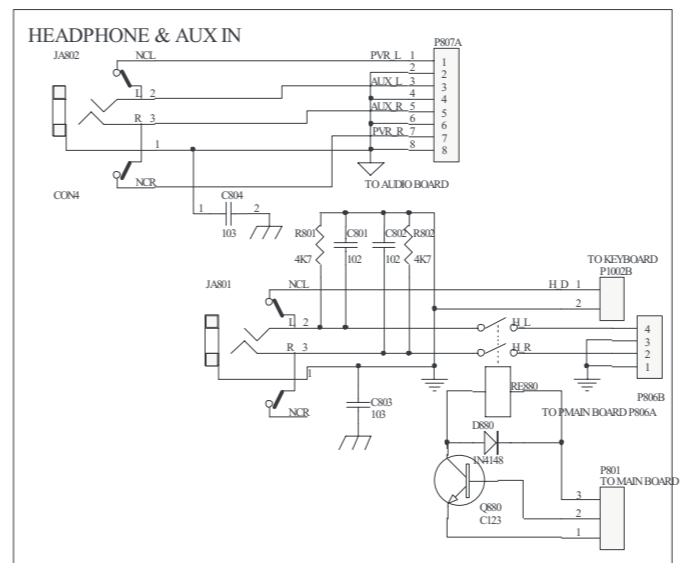 HEADPHONE & AUX IN
P807A
JA802 NCL PVR_L 1 1
2 2
L 2 AUX_L 3 3
4 4
R 3 AUX_R 5 5
6 6
PVR_R 7 7
1 8 8
NCR TO AUDIO BOARD
CON4
C804
1 2
103
R801 C801 C802 R802
4K7 102 102 4K7
TO KEYBOARD
P1002B
JA801 NCL H_D 1
2
L 2 H_L 4
3
R 3 H_R 2
1 1
C803
103
NCR
RE880
P806B
TO PMAIN BOARD P806A
D880
1N4148
P801
TO MAIN BOARD
3
2
1
Q880
C123